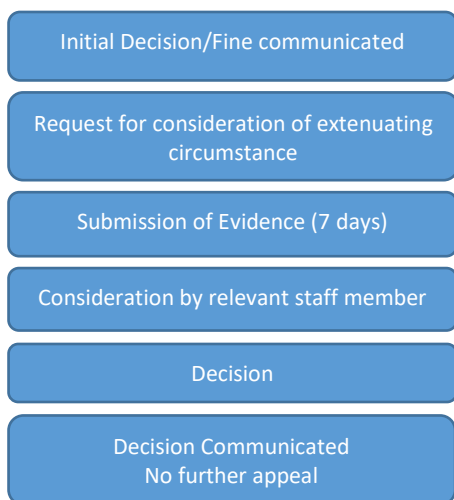 Initial Decision/Fine communicated
Request for consideration of extenuating
circumstance
Submission of Evidence (7 days)
Consideration by relevant staff member
Decision
Decision Communicated
No further appeal